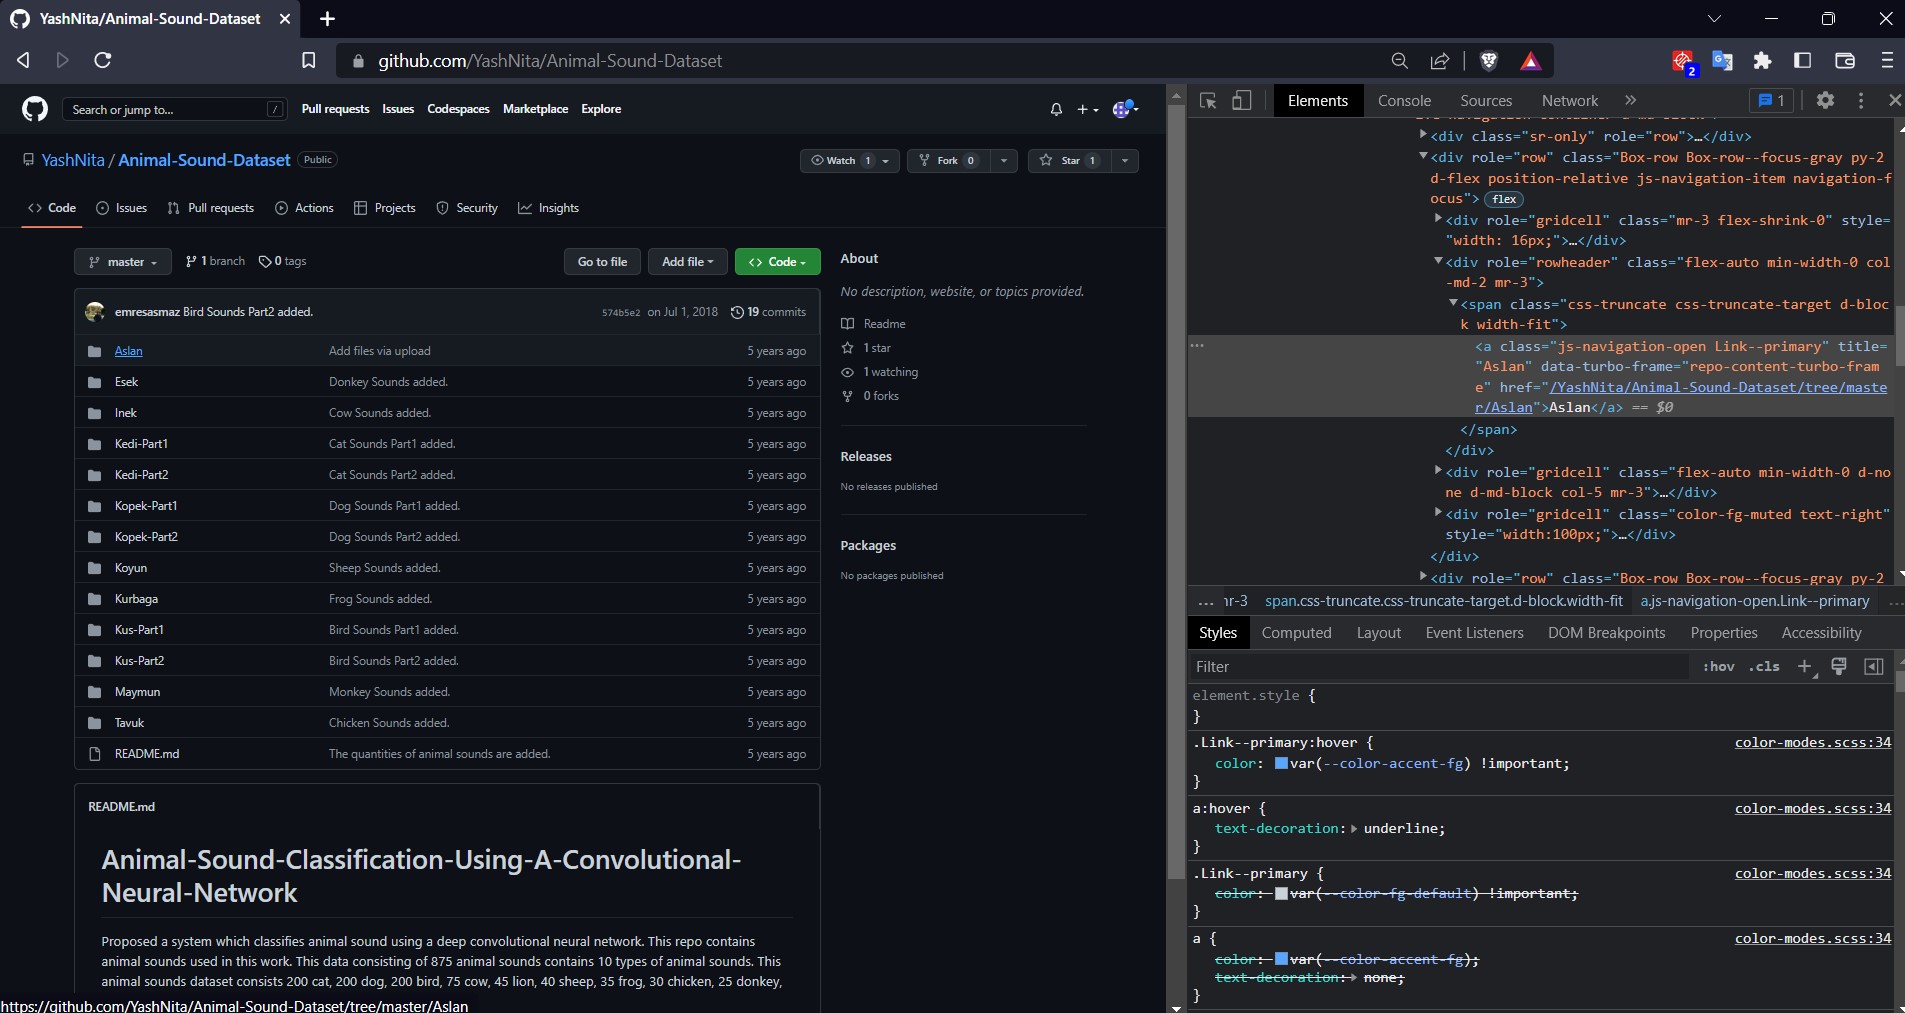 YashNita/Animal-Sound-Dataset
github.com/YashNita/Animal-Sound-Dataset
2
Search or jump to... /
Pull requests Issues Codespaces Marketplace Explore
YashNita / Animal-Sound-Dataset Public
Watch 1 Fork 0 Star 1
Code Issues Pull requests Actions Projects Security Insights
master 1 branch 0 tags Go to file Add file Code
emresasmaz Bird Sounds Part2 added. 574b5e2 on Jul 1, 2018 19 commits
Aslan Add files via upload 5 years ago
Esek Donkey Sounds added. 5 years ago
Inek Cow Sounds added. 5 years ago
Kedi-Part1 Cat Sounds Part1 added. 5 years ago
Kedi-Part2 Cat Sounds Part2 added. 5 years ago
Kopek-Part1 Dog Sounds Part1 added. 5 years ago
Kopek-Part2 Dog Sounds Part2 added. 5 years ago
Koyun Sheep Sounds added. 5 years ago
Kurbaga Frog Sounds added. 5 years ago
Kus-Part1 Bird Sounds Part1 added. 5 years ago
Kus-Part2 Bird Sounds Part2 added. 5 years ago
Maymun Monkey Sounds added. 5 years ago
Tavuk Chicken Sounds added. 5 years ago
README.md The quantities of animal sounds are added. 5 years ago
About
No description, website, or topics provided.
Readme
1 star
1 watching
0 forks
Releases
No releases published
Packages
No packages published
README.md
Animal-Sound-Classification-Using-A-Convolutional-
Neural-Network
Proposed a system which classifies animal sound using a deep convolutional neural network. This repo contains
animal sounds used in this work. This data consisting of 875 animal sounds contains 10 types of animal sounds. This
animal sounds dataset consists 200 cat, 200 dog, 200 bird, 75 cow, 45 lion, 40 sheep, 35 frog, 30 chicken, 25 donkey,
https://github.com/YashNita/Animal-Sound-Dataset/tree/master/Aslan
Elements Console Sources Network » 1
<div class="sr-only" role="row">…</div>
<div role="row" class="Box-row Box-row--focus-gray py-2
d-flex position-relative js-navigation-item navigation-f
ocus"> flex
<div role="gridcell" class="mr-3 flex-shrink-0" style=
"width: 16px;">…</div>
<div role="rowheader" class="flex-auto min-width-0 col
-md-2 mr-3">
<span class="css-truncate css-truncate-target d-bloc
k width-fit">
<a class="js-navigation-open Link--primary" title=
"Aslan" data-turbo-frame="repo-content-turbo-fram
e" href="/YashNita/Animal-Sound-Dataset/tree/maste
r/Aslan">Aslan</a> == $0
</span>
</div>
<div role="gridcell" class="flex-auto min-width-0 d-no
ne d-md-block col-5 mr-3">…</div>
<div role="gridcell" class="color-fg-muted text-right"
style="width:100px;">…</div>
</div>
<div role="row" class="Box-row Box-row--focus-gray py-2
… nr-3 span.css-truncate.css-truncate-target.d-block.width-fit a.js-navigation-open.Link--primary …
Styles Computed Layout Event Listeners DOM Breakpoints Properties Accessibility
Filter :hov .cls +
element.style {
}
.Link--primary:hover { color-modes.scss:34
color: var(--color-accent-fg) !important;
}
a:hover { color-modes.scss:34
text-decoration: underline;
}
.Link--primary { color-modes.scss:34
color: var(--color-fg-default) !important;
}
a { color-modes.scss:34
color: var(--color-accent-fg);
text-decoration: none;
}